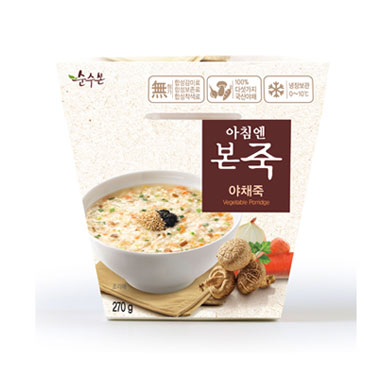 순수본
無
합성감미료
합성보존료
합성착색료
100%
다섯가지
국산야채
냉장보관
0~10℃
아침엔
본죽
야채죽
Vegetable Porridge
270 g